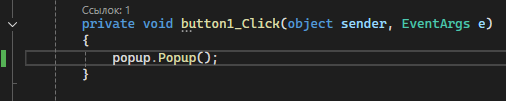 Ссылок: 1
private void button1_Click(object sender, EventArgs e)
{
popup.Popup();
}